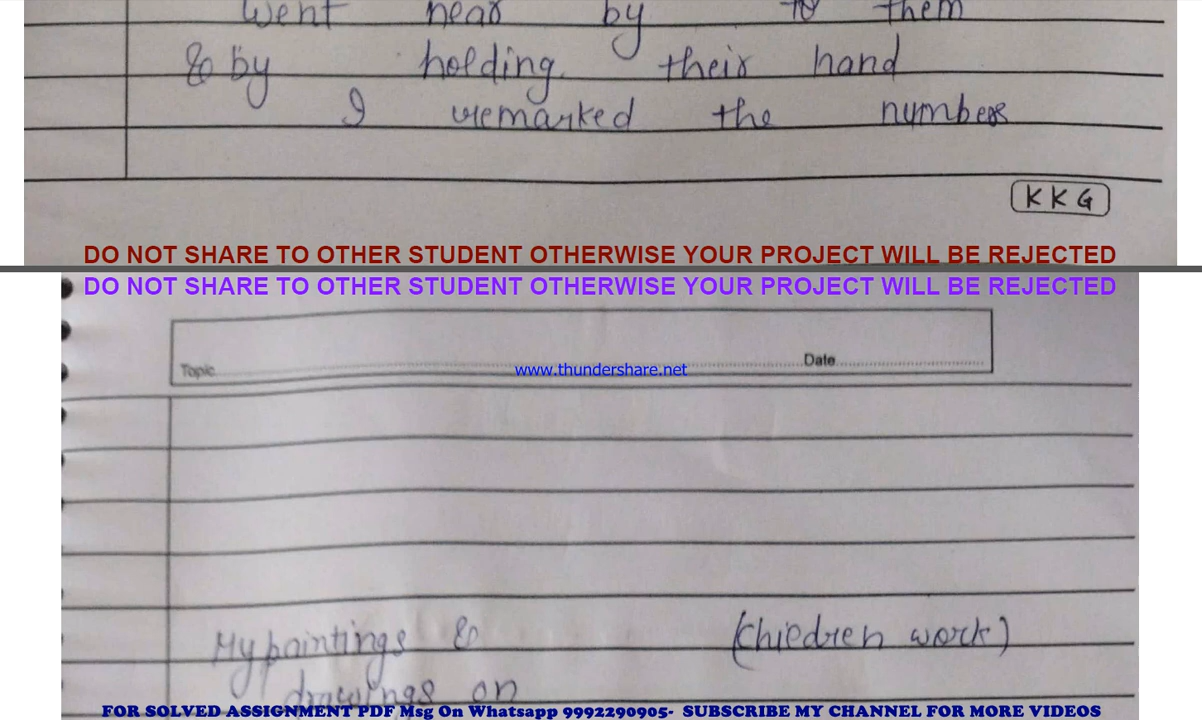 went near by to them
& by holding their hand
I remarked the numbers
KKG
DO NOT SHARE TO OTHER STUDENT OTHERWISE YOUR PROJECT WILL BE REJECTED
DO NOT SHARE TO OTHER STUDENT OTHERWISE YOUR PROJECT WILL BE REJECTED
Topic Date
www.thundershare.net
My paintings & (chiedren work)
drawings on
FOR SOLVED ASSIGNMENT PDF Msg On Whatsapp 9992290905- SUBSCRIBE MY CHANNEL FOR MORE VIDEOS